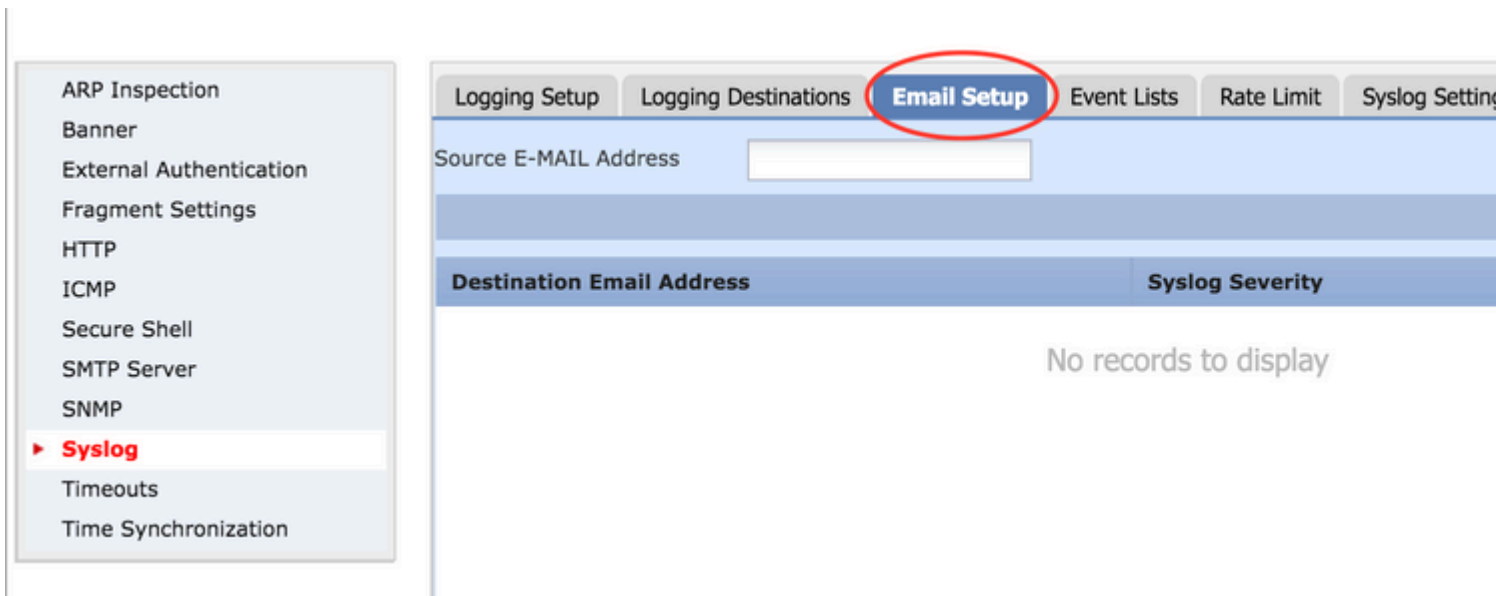 ARP Inspection
Banner
External Authentication
Fragment Settings
HTTP
ICMP
Secure Shell
SMTP Server
SNMP
Syslog
Timeouts
Time Synchronization
Logging Setup Logging Destinations Email Setup Event Lists Rate Limit Syslog Setting
Source E-MAIL Address
Destination Email Address Syslog Severity
No records to display